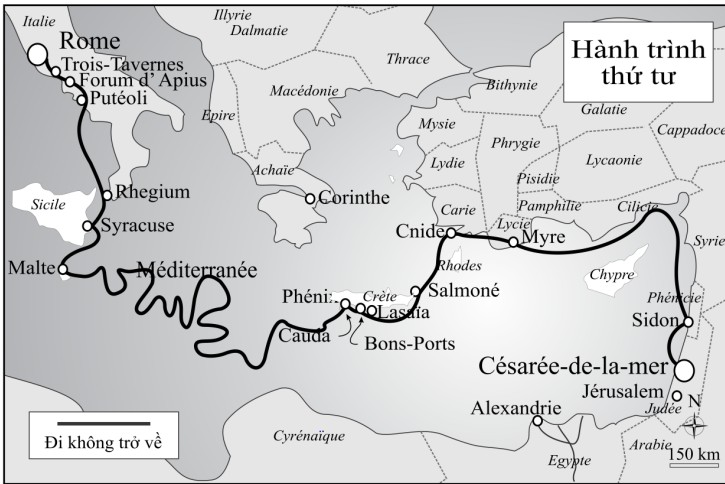 Hành trình
thứ tư
Italie
Illyrie
Dalmatie
Rome
Trois-Tavernes
Forum d'Apius
Putéoli
Thrace
Macédonie
Epire
Bithynie
Galatie
Mysie
Phrygie
Cappadoce
Lydie
Lycaonie
Achaïe
Pisidie
Rhegium
Corinthe
Sicile
Carie
Lycie
Pamphilie
Cilicie
Syracuse
Cnide
Myre
Syrie
Malte
Méditerranée
Rhodes
Chypre
Phéni...
Crète
Salmoné
Phénicie
Lasaïa
Sidon
Cauda
Bons-Ports
Césarée-de-la-mer
Jérusalem
N
Alexandrie
Judée
Đi không trở về
Cyrénaïque
Egypte
Arabie
150 km